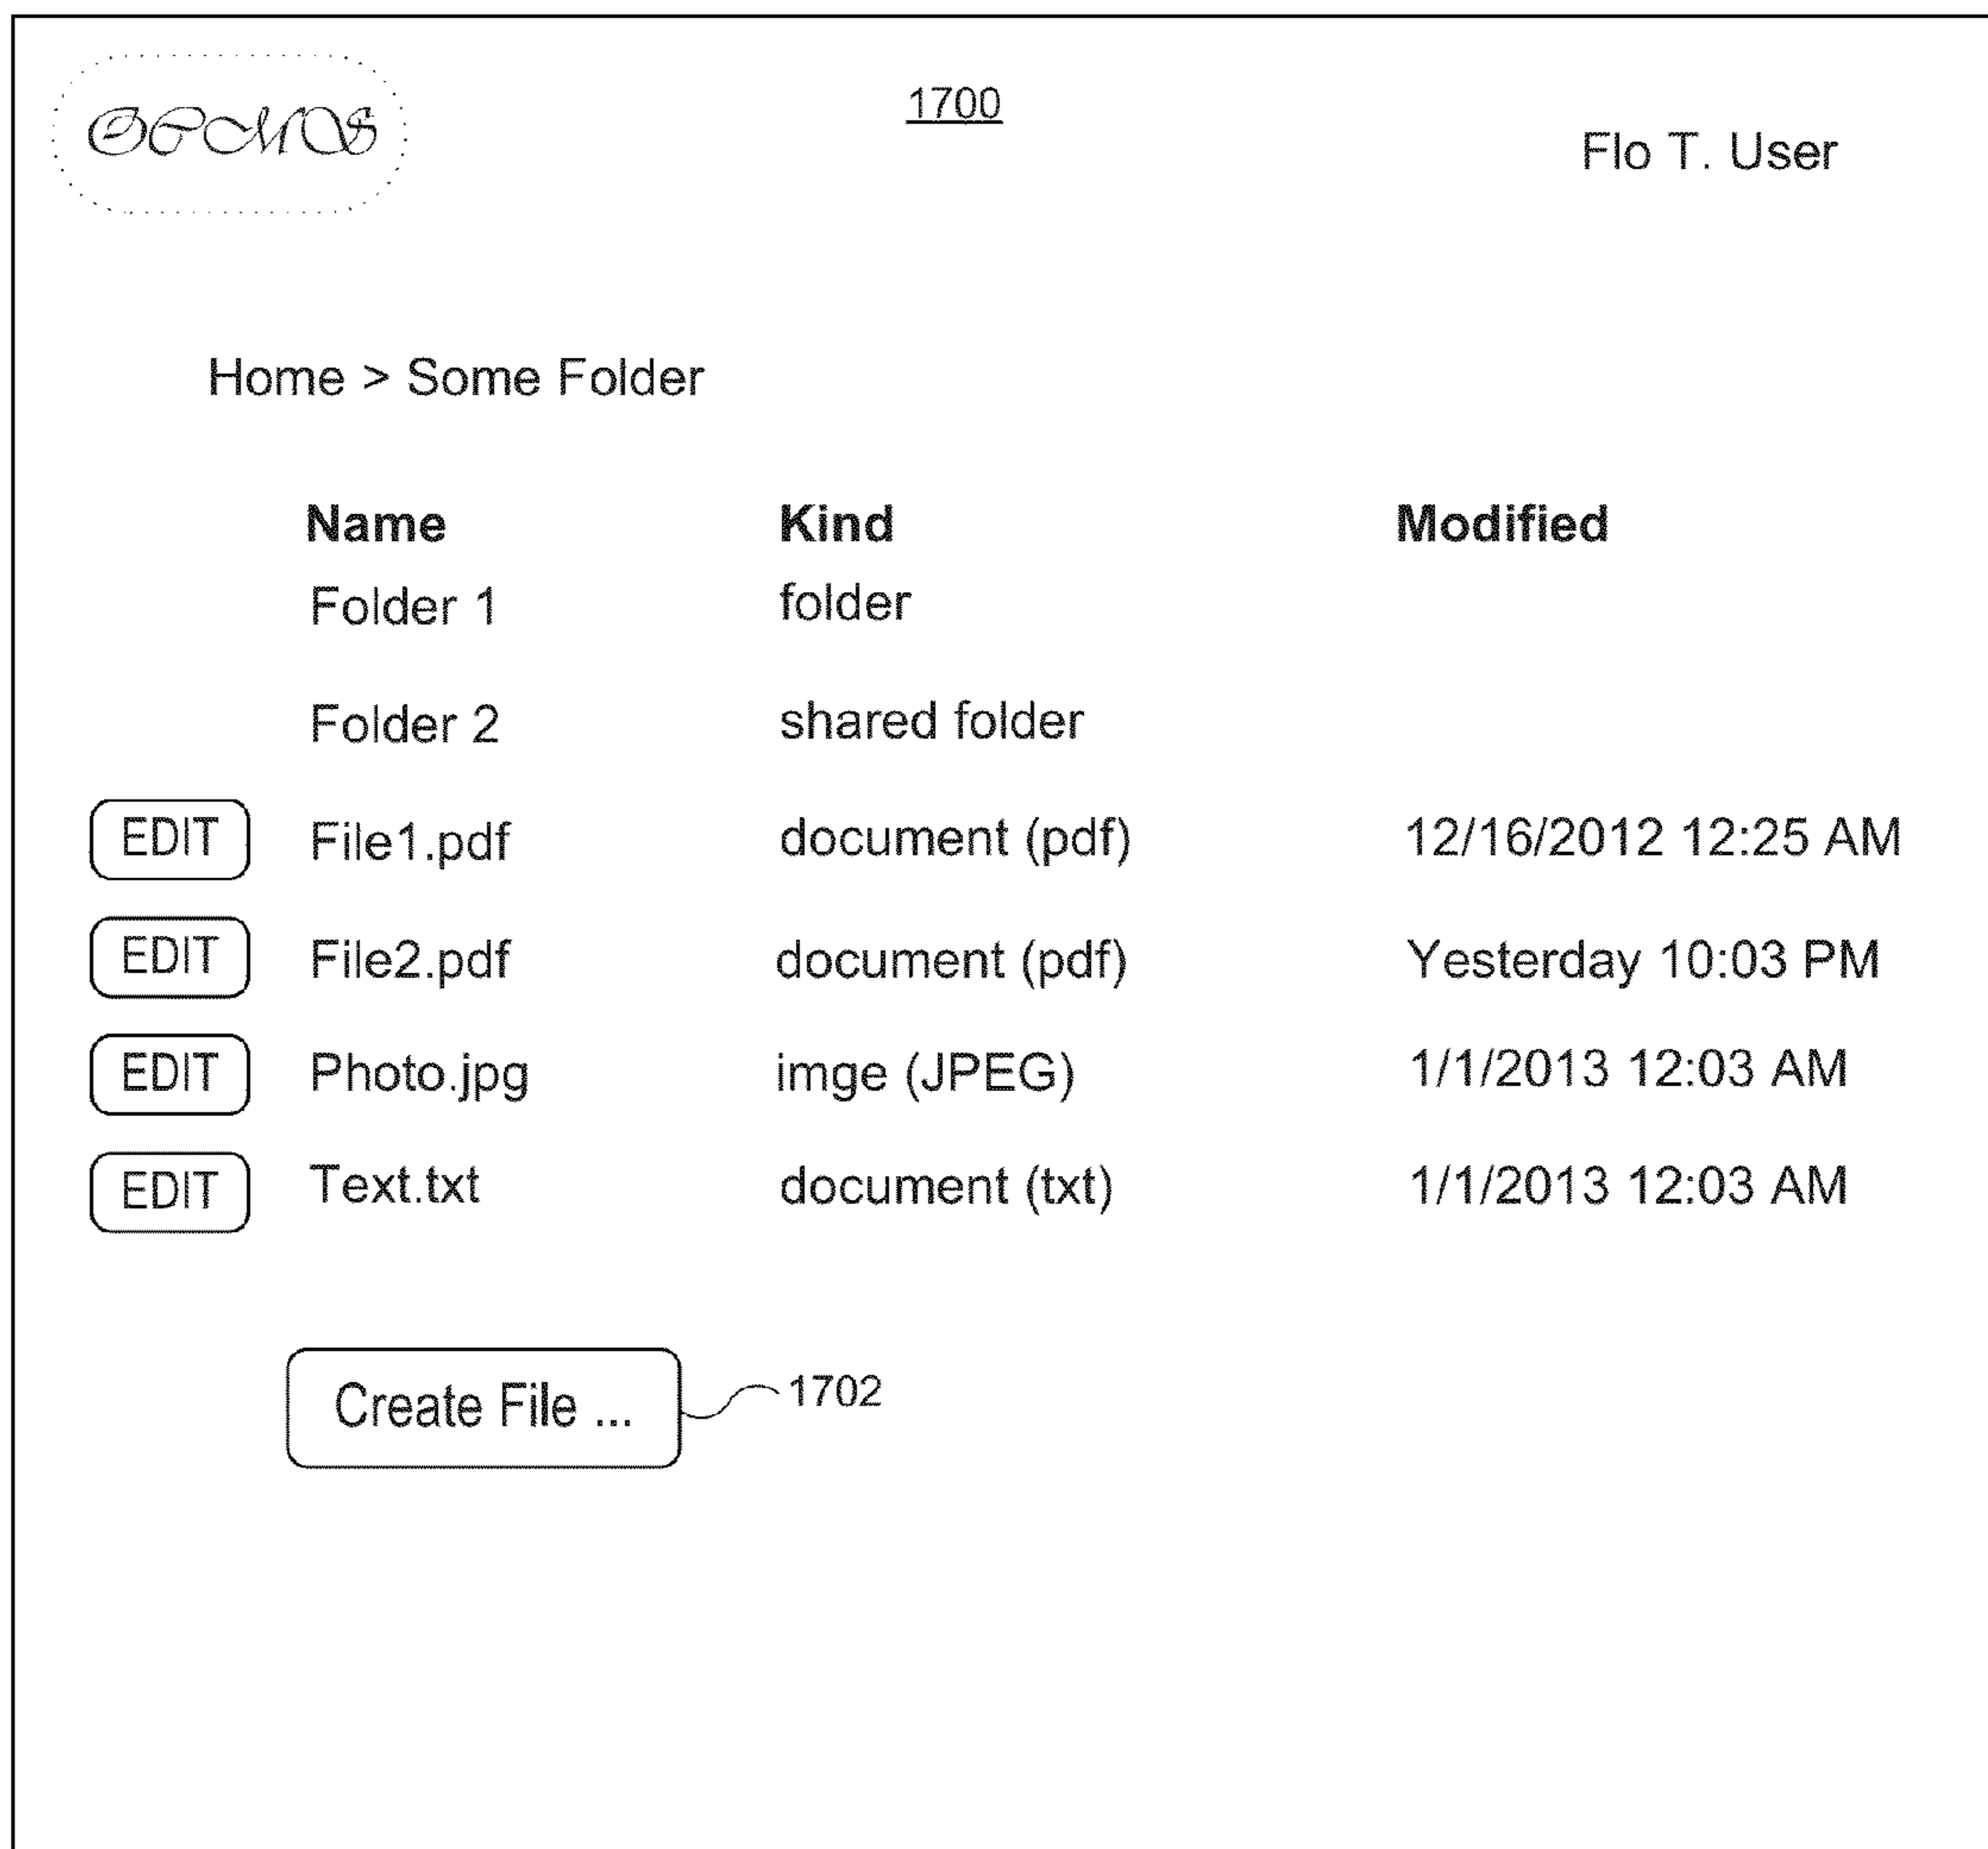 OCMS
1700
Flo T. User
Home > Some Folder
Name Kind Modified
Folder 1 folder
Folder 2 shared folder
EDIT File1.pdf document (pdf) 12/16/2012 12:25 AM
EDIT File2.pdf document (pdf) Yesterday 10:03 PM
EDIT Photo.jpg imge (JPEG) 1/1/2013 12:03 AM
EDIT Text.txt document (txt) 1/1/2013 12:03 AM
Create File ... 1702